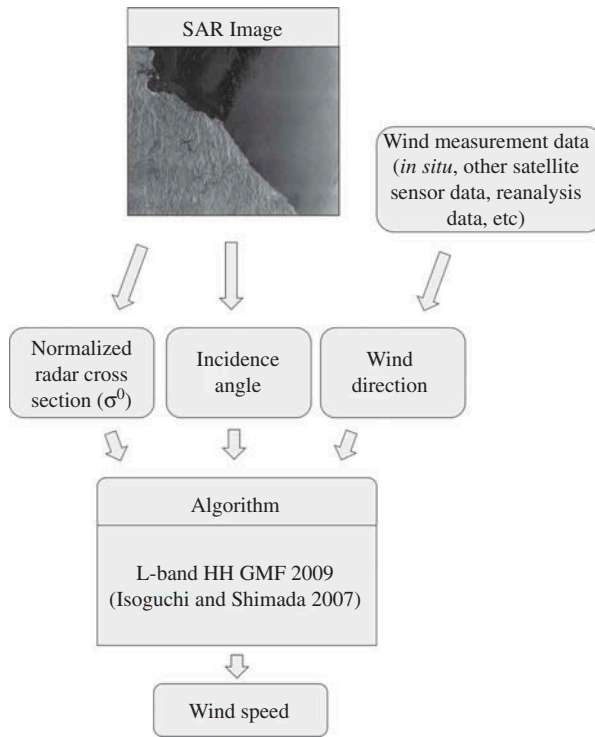 SAR Image
Wind measurement data
(in situ, other satellite
sensor data, reanalysis
data, etc)
Normalized
radar cross
section (σ⁰)
Incidence
angle
Wind
direction
Algorithm
L-band HH GMF 2009
(Isoguchi and Shimada 2007)
Wind speed